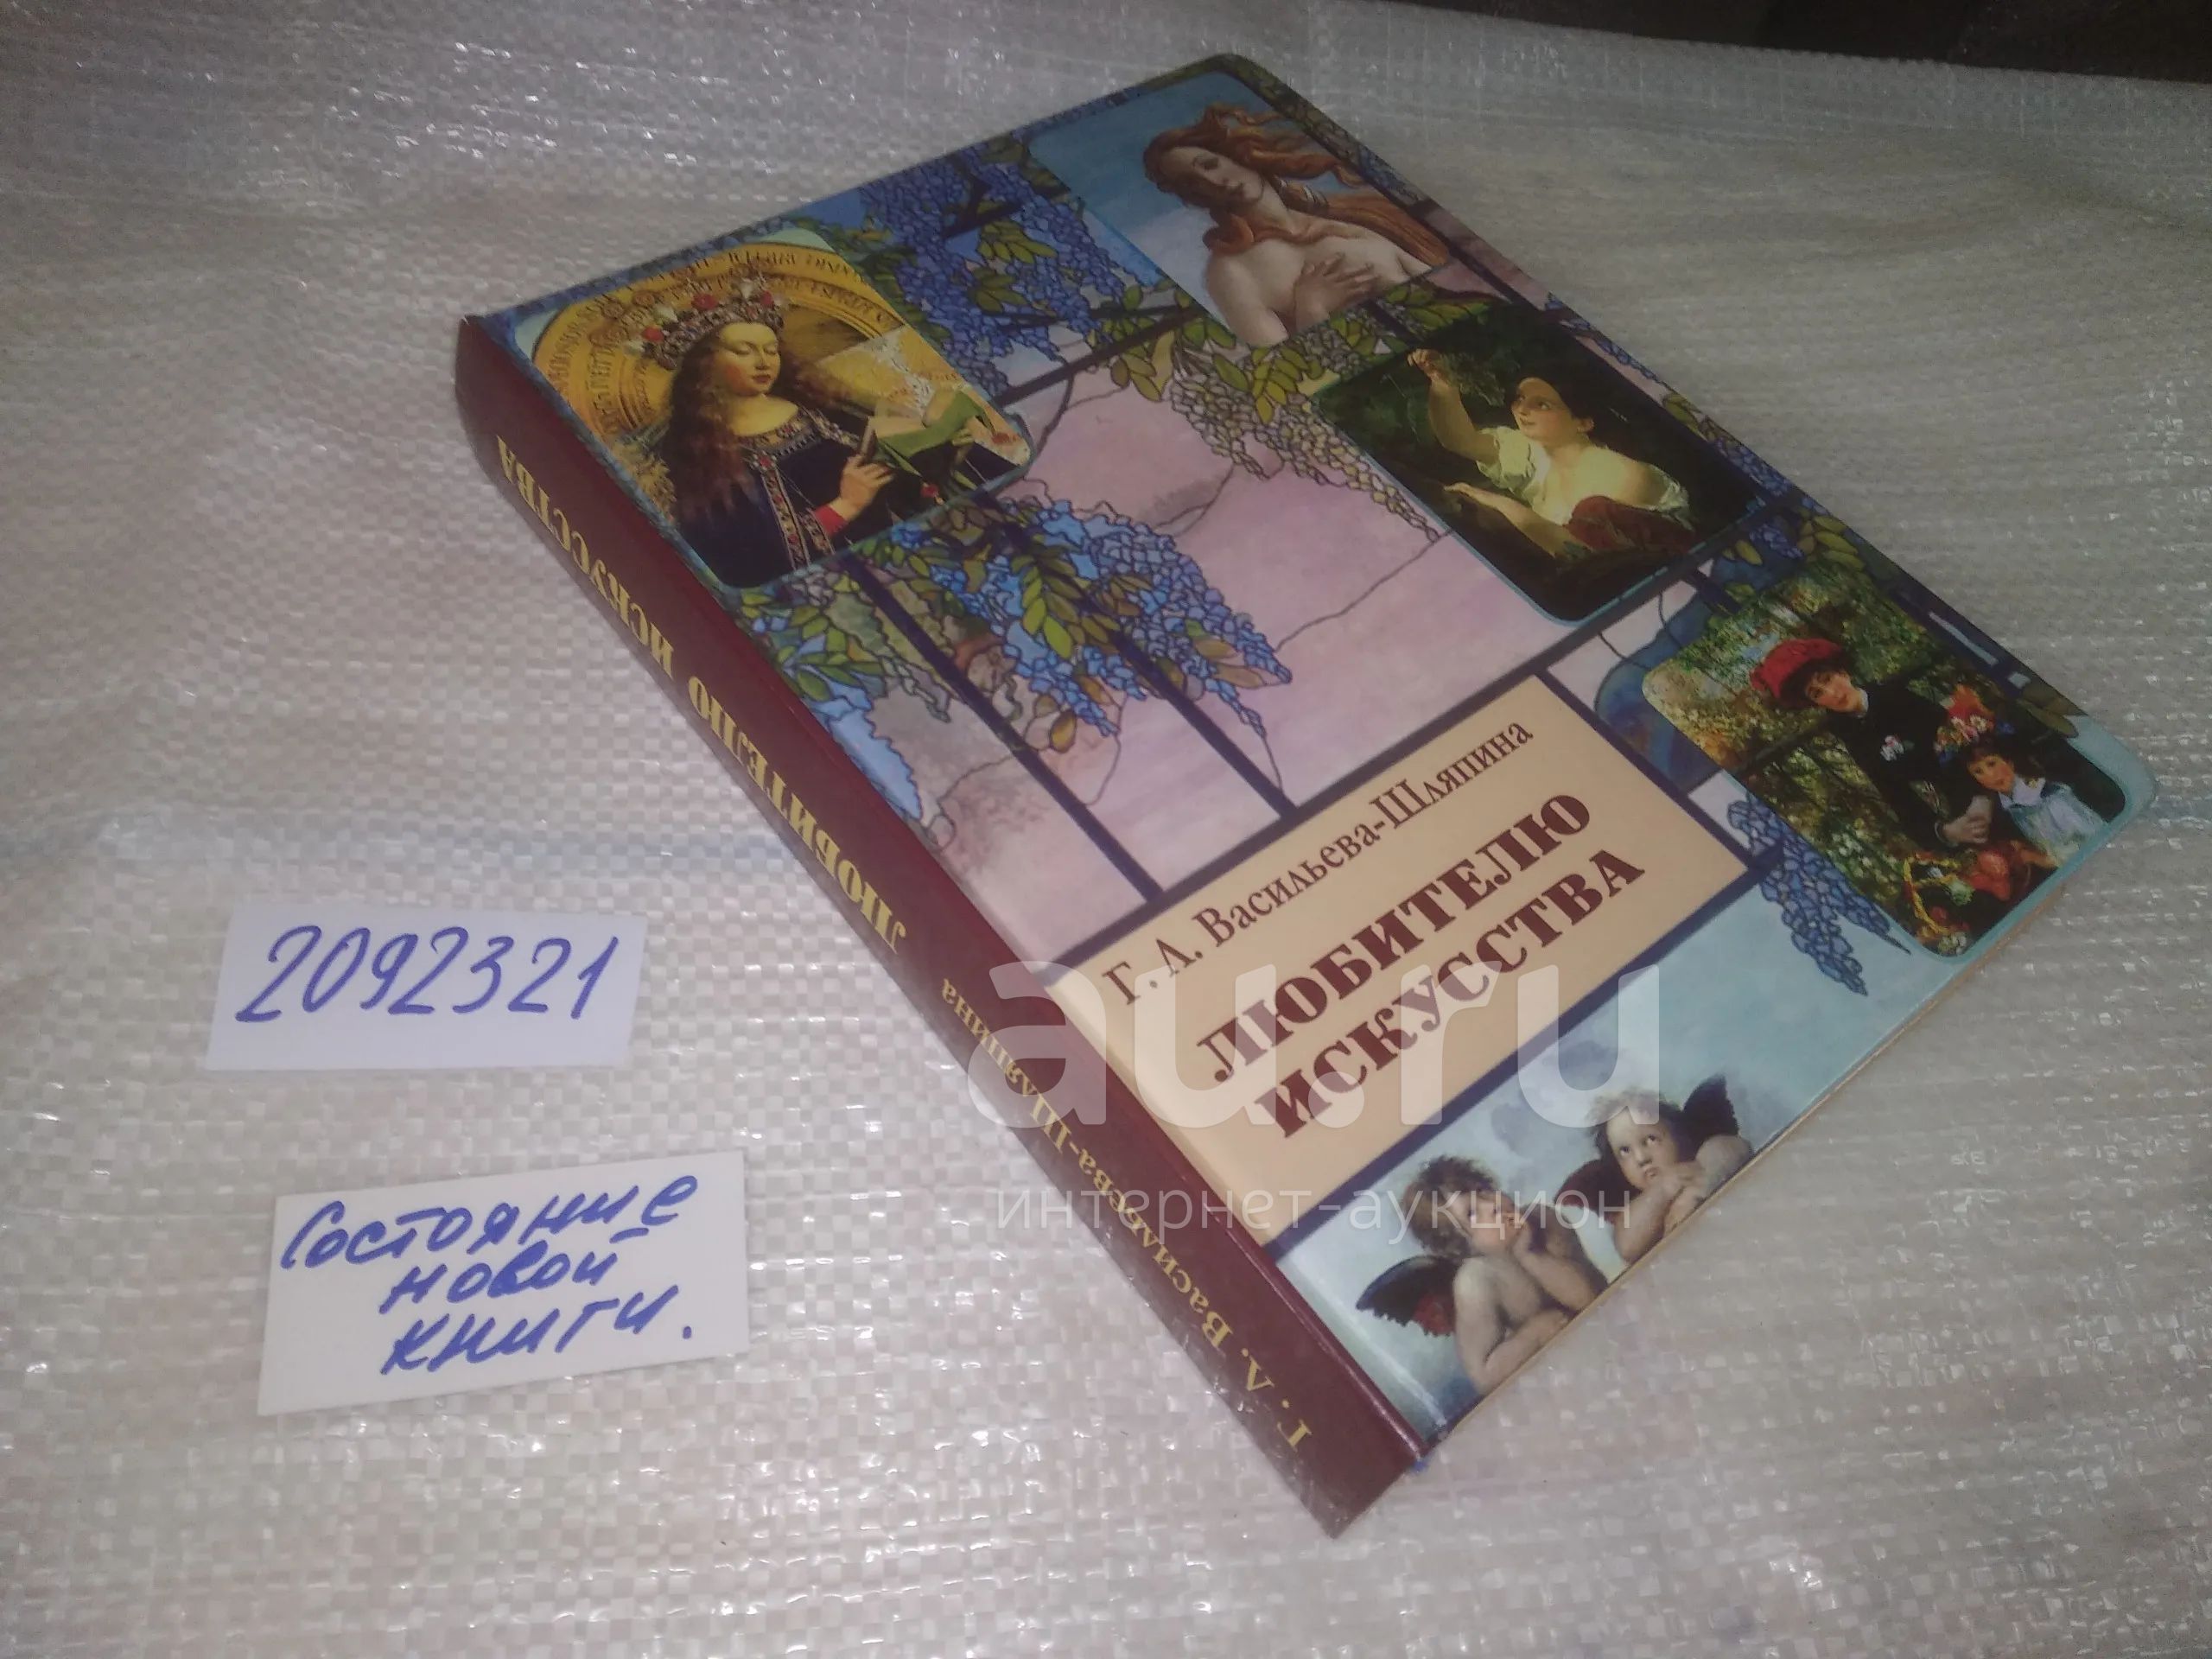 Г. Л. Васильева-Шляпина
ЛЮБИТЕЛЮ
ИСКУССТВА
Г. Л. Васильева-Шляпина
ЛЮБИТЕЛЮ ИСКУССТВА
2092321
Состояние
новой
книги.
au.ru
интернет-аукцион